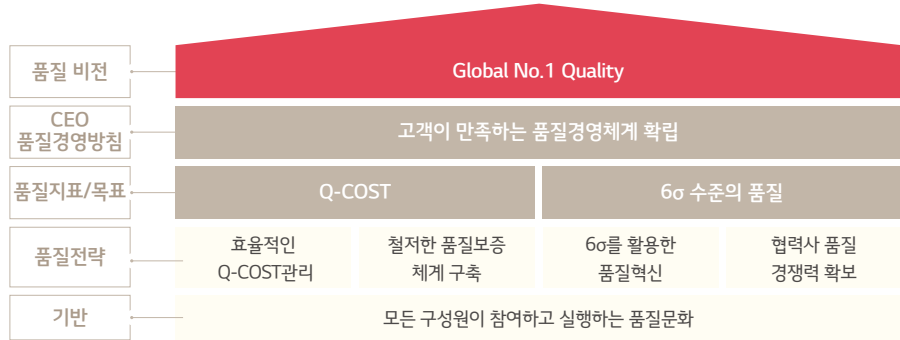 품질 비전
Global No.1 Quality
CEO
품질경영방침
고객이 만족하는 품질경영체계 확립
품질지표/목표
Q-COST
6σ 수준의 품질
품질전략
효율적인
Q-COST관리
철저한 품질보증
체계 구축
6σ를 활용한
품질혁신
협력사 품질
경쟁력 확보
기반
모든 구성원이 참여하고 실행하는 품질문화